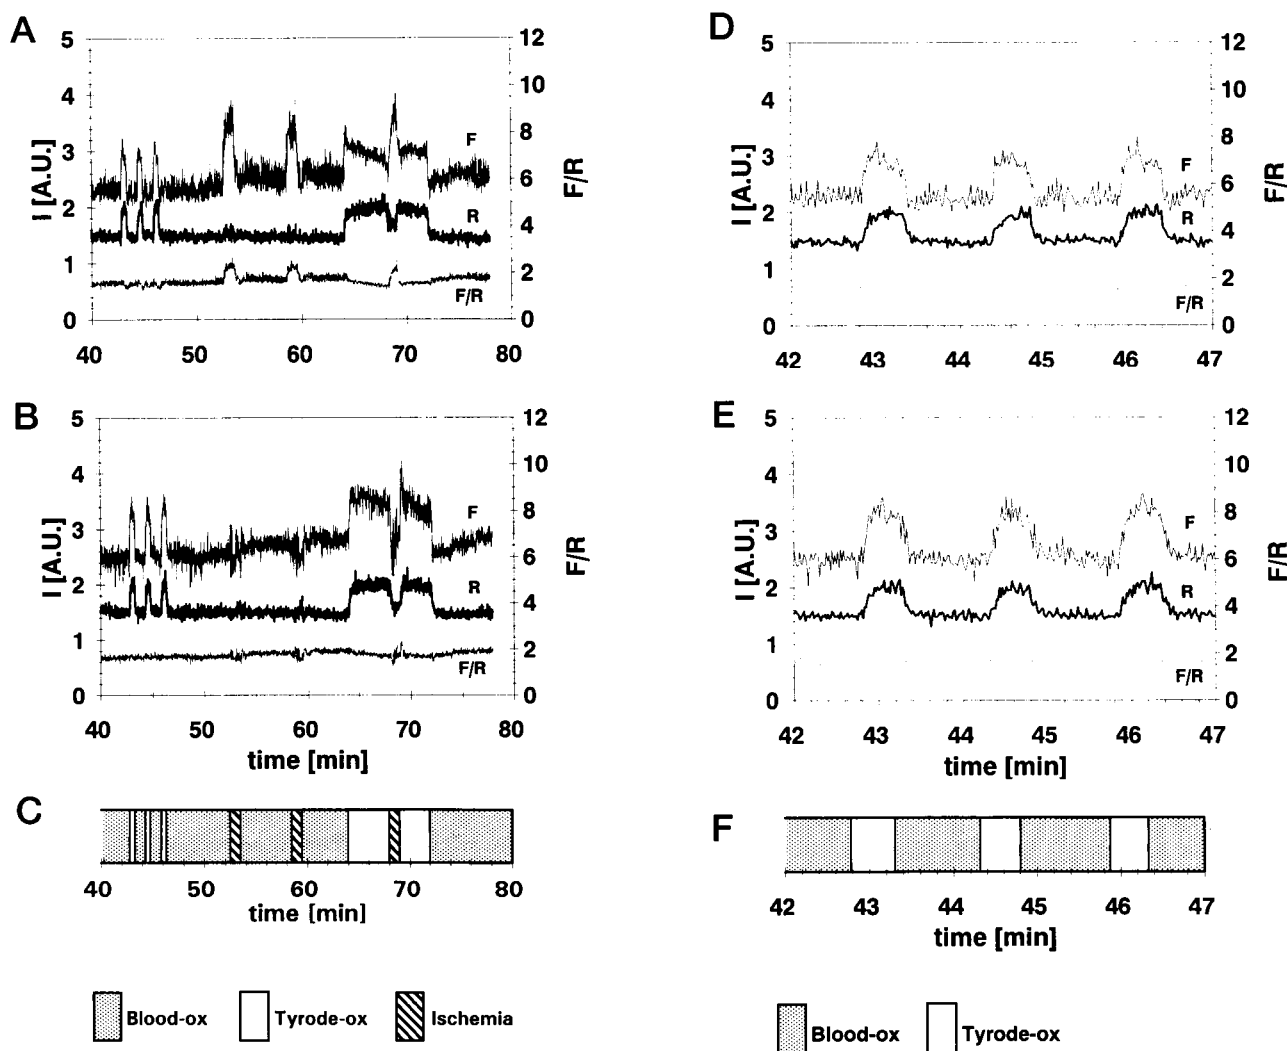 A
5
4
3
2
1
0
I [A.U.]
12
10
8
6
4
2
0
F/R
F
R
F/R
40 50 60 70 80
B
5
4
3
2
1
0
I [A.U.]
12
10
8
6
4
2
0
F/R
F
R
F/R
40 50 60 70 80
time [min]
C
40 50 60 70 80
time [min]
Blood-ox Tyrode-ox Ischemia
D
5
4
3
2
1
0
I [A.U.]
12
10
8
6
4
2
0
F/R
F
R
F/R
42 43 44 45 46 47
E
5
4
3
2
1
0
I [A.U.]
12
10
8
6
4
2
0
F/R
F
R
F/R
42 43 44 45 46 47
time [min]
F
42 43 44 45 46 47
time [min]
Blood-ox Tyrode-ox